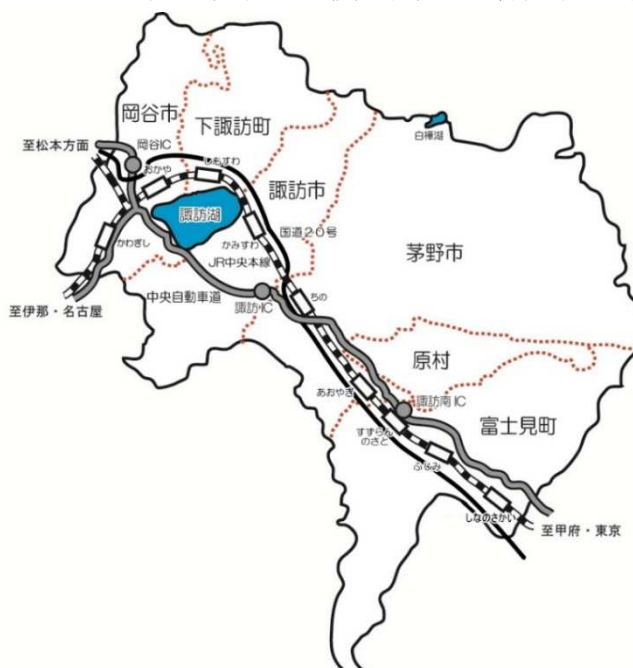 岡谷市
下諏訪町
白樺湖
至松本方面
岡谷IC
おかや
しもすわ
諏訪市
諏訪湖
国道20号
かわぎし
かみすわ
JR中央本線
茅野市
中央自動車道
諏訪IC
ちの
至伊那・名古屋
原村
あおやぎ
諏訪南IC
すずらん
のさと
富士見町
ふじみ
しなのさかい
至甲府・東京